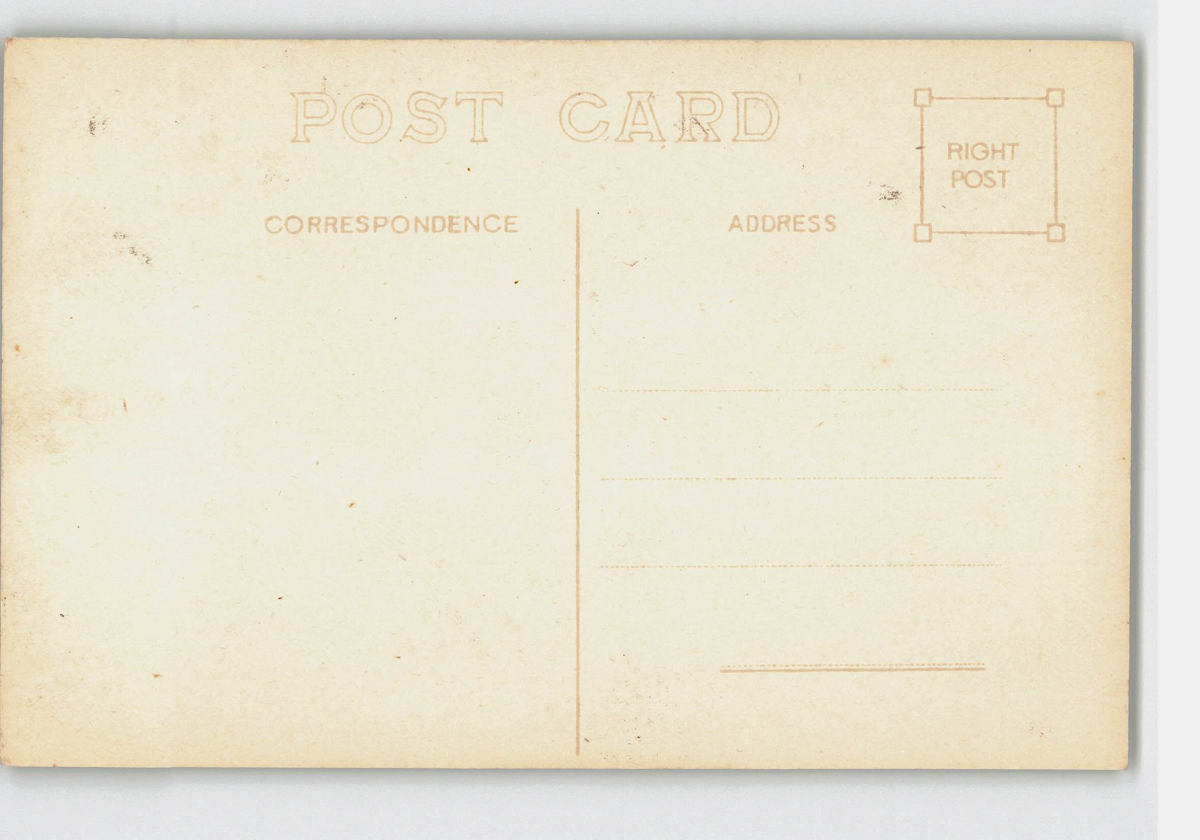 POST CARD
RIGHT
POST
CORRESPONDENCE
ADDRESS